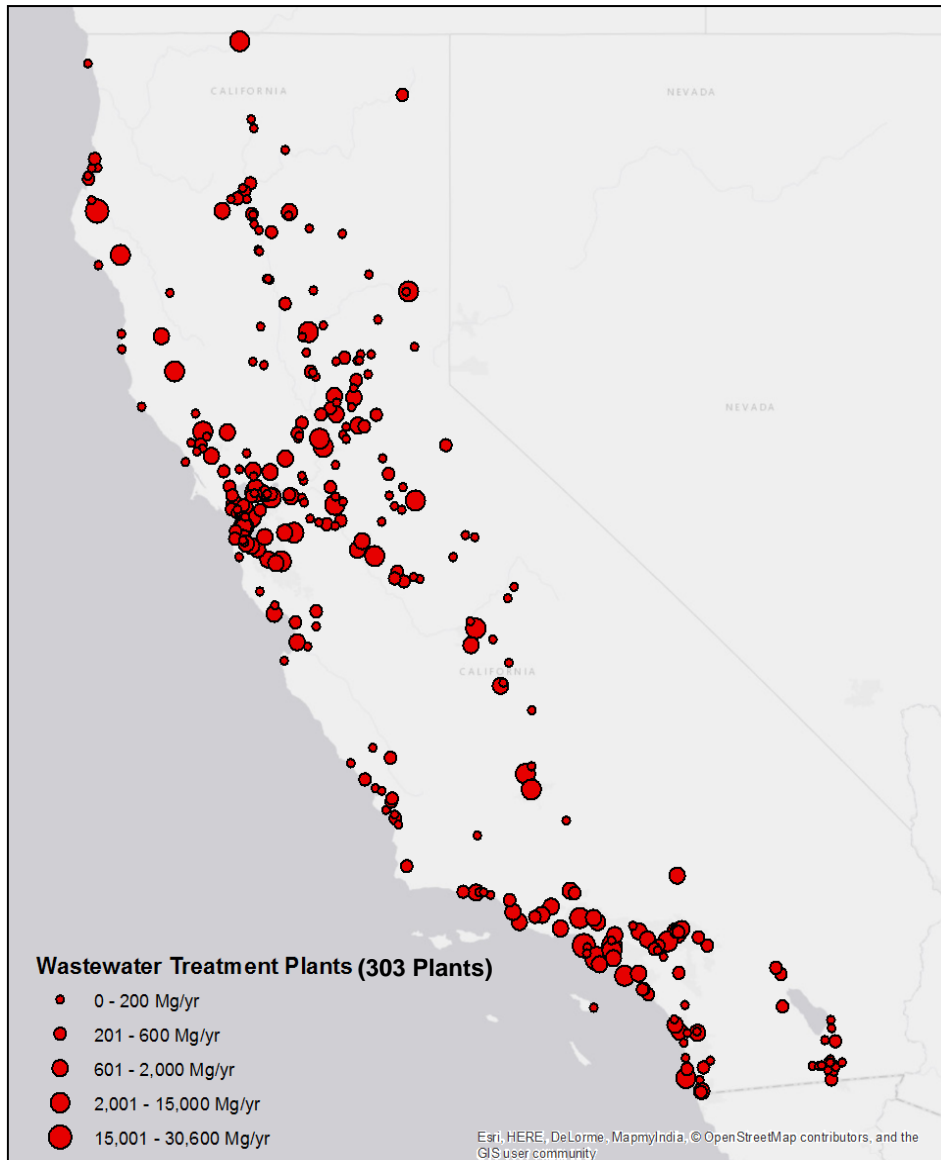 CALIFORNIA
NEVADA
NEVADA
CALIFORNIA
Wastewater Treatment Plants (303 Plants)
0 - 200 Mg/yr
201 - 600 Mg/yr
601 - 2,000 Mg/yr
2,001 - 15,000 Mg/yr
15,001 - 30,600 Mg/yr
Esri, HERE, DeLorme, MapmyIndia, © OpenStreetMap contributors, and the
GIS user community